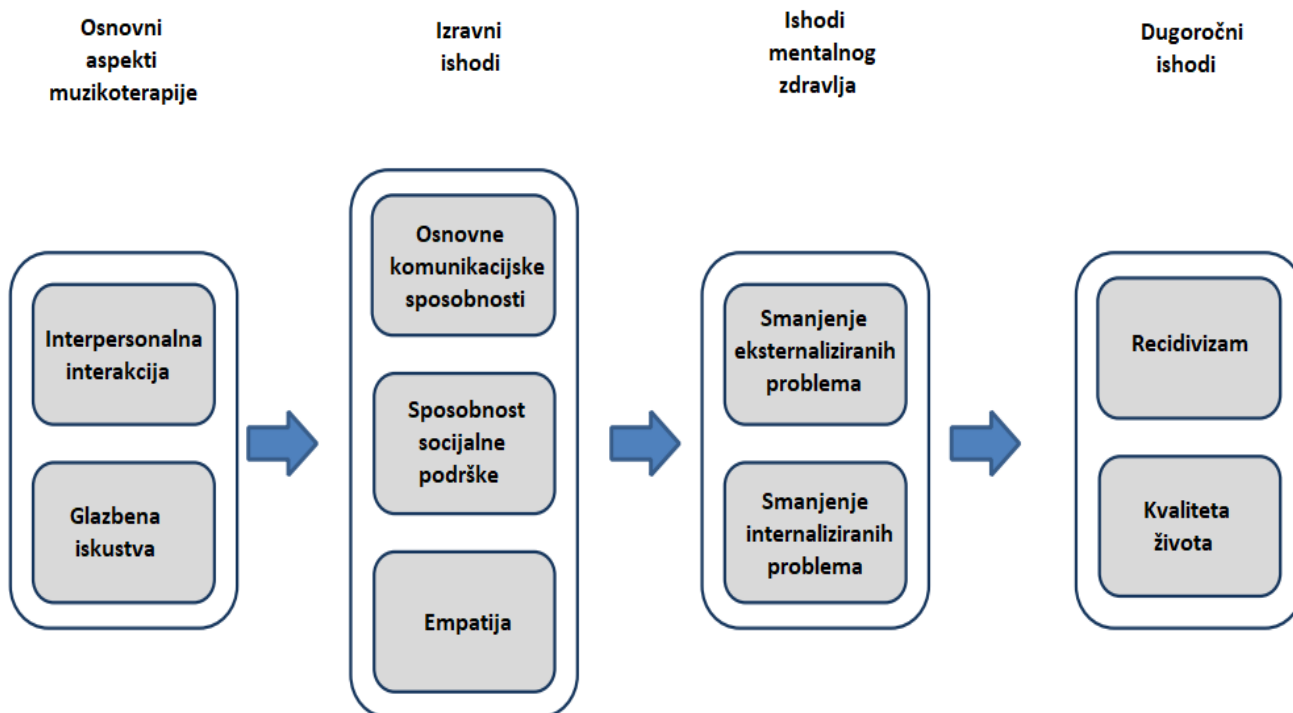 Osnovni
aspekti
muzikoterapije
Izravni
ishodi
Ishodi
mentalnog
zdravlja
Dugoročni
ishodi
Interpersonalna
interakcija
Glazbena
iskustva
Osnovne
komunikacijske
sposobnosti
Sposobnost
socijalne
podrške
Empatija
Smanjenje
eksternaliziranih
problema
Smanjenje
internaliziranih
problema
Recidivizam
Kvaliteta
života